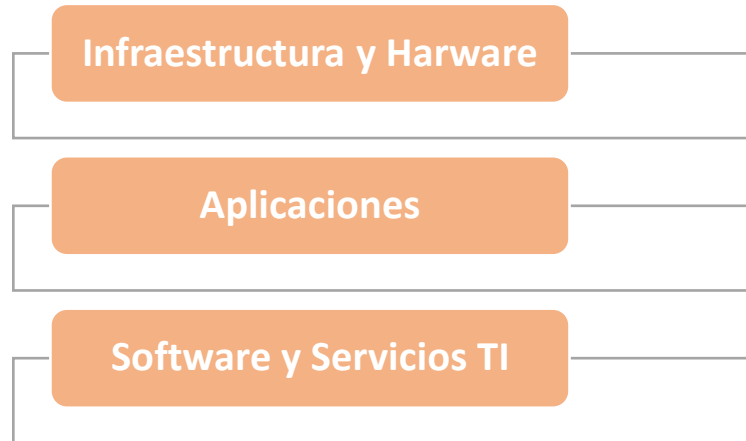 Infraestructura y Harware
Aplicaciones
Software y Servicios TI